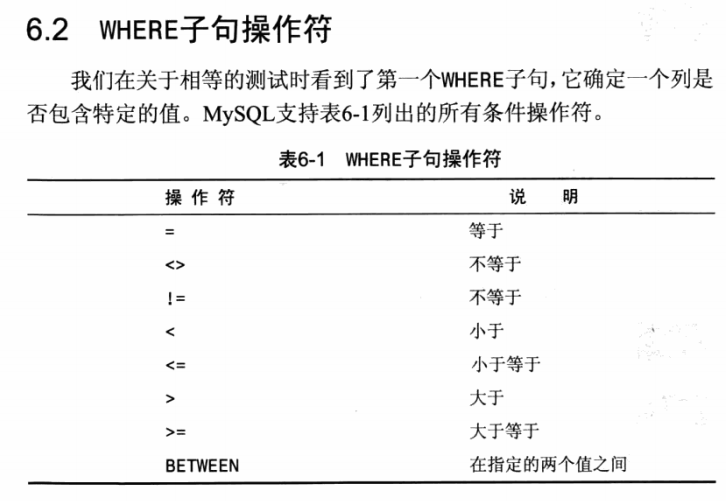 6.2 WHERE子句操作符
我们在关于相等的测试时看到了第一个WHERE子句，它确定一个列是
否包含特定的值。MySQL支持表6-1列出的所有条件操作符。
表6-1 WHERE子句操作符
操作符 说明
= 等于
<> 不等于
!= 不等于
< 小于
<= 小于等于
> 大于
>= 大于等于
BETWEEN 在指定的两个值之间